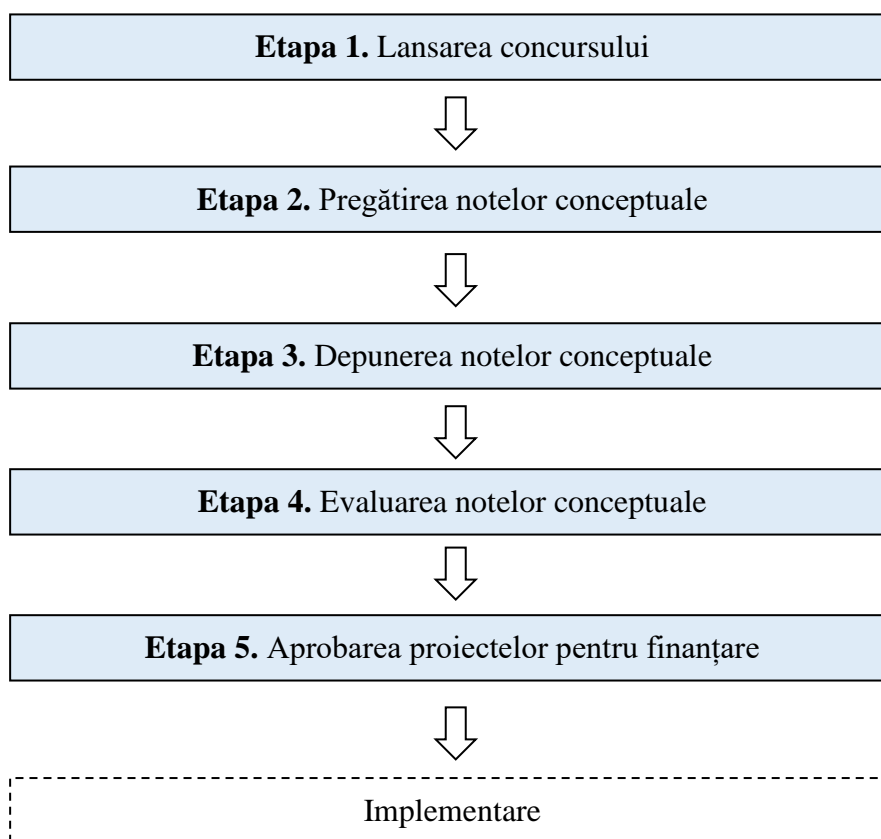 Etapa 1. Lansarea concursului
Etapa 2. Pregătirea notelor conceptuale
Etapa 3. Depunerea notelor conceptuale
Etapa 4. Evaluarea notelor conceptuale
Etapa 5. Aprobarea proiectelor pentru finanțare
Implementare